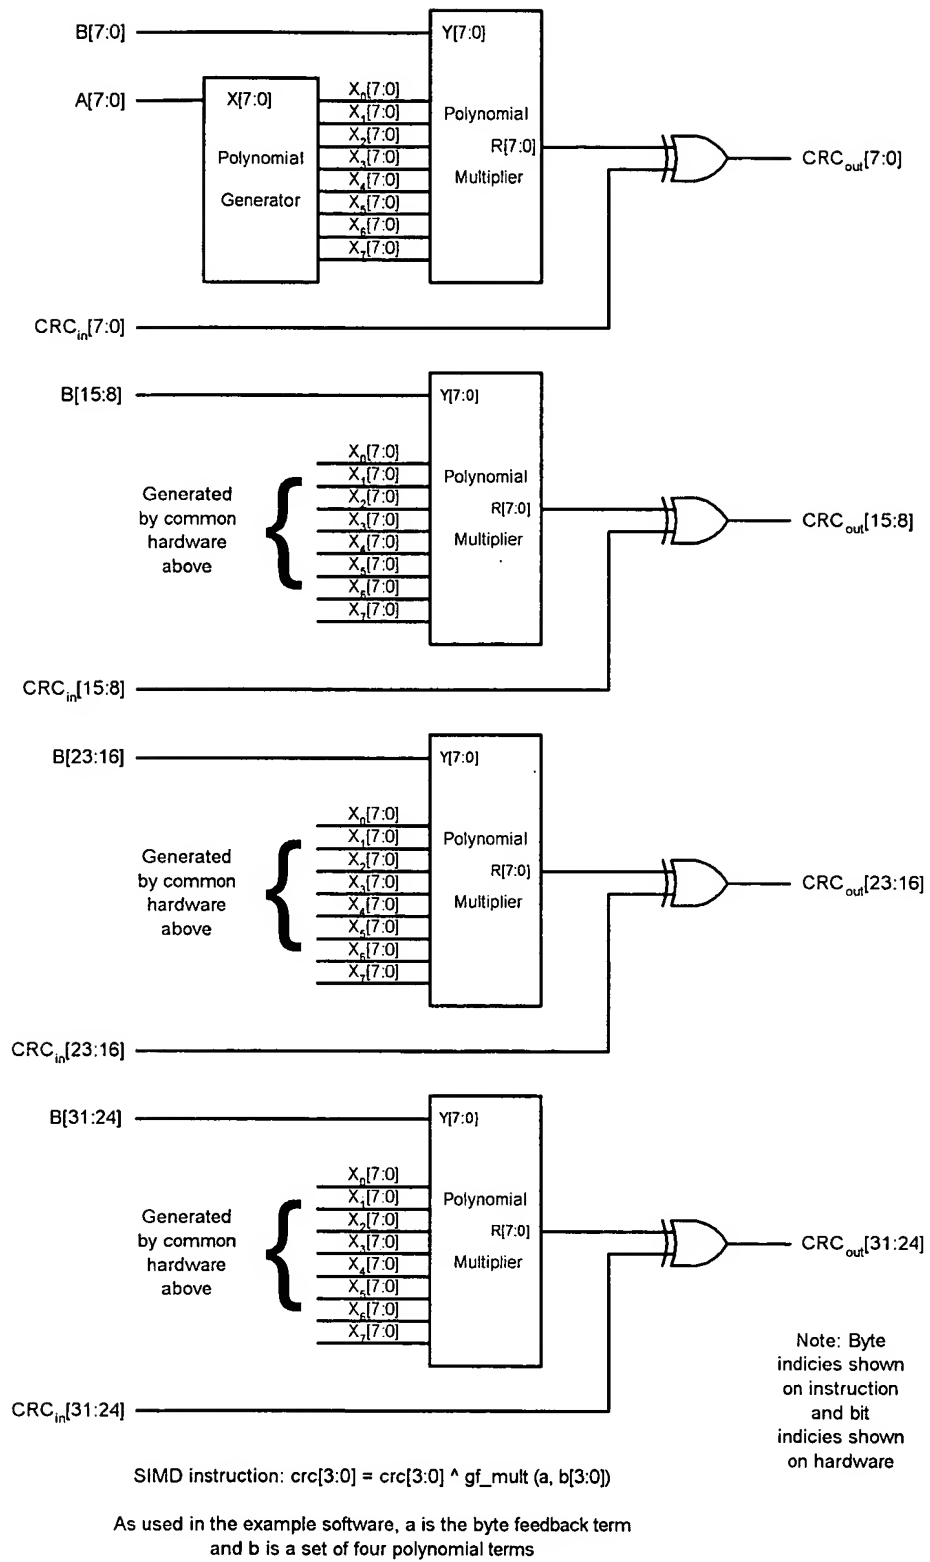 B[7:0]
Y[7:0]
A[7:0]
X[7:0]
Polynomial
Generator
X0[7:0]
X1[7:0]
X2[7:0]
X3[7:0]
X4[7:0]
X5[7:0]
X6[7:0]
X7[7:0]
Polynomial
R[7:0]
Multiplier
CRCout[7:0]
CRCin[7:0]
B[15:8]
Y[7:0]
Generated
by common
hardware
above
X0[7:0]
X1[7:0]
X2[7:0]
X3[7:0]
X4[7:0]
X5[7:0]
X6[7:0]
X7[7:0]
Polynomial
R[7:0]
Multiplier
CRCout[15:8]
CRCin[15:8]
B[23:16]
Y[7:0]
Generated
by common
hardware
above
X0[7:0]
X1[7:0]
X2[7:0]
X3[7:0]
X4[7:0]
X5[7:0]
X6[7:0]
X7[7:0]
Polynomial
R[7:0]
Multiplier
CRCout[23:16]
CRCin[23:16]
B[31:24]
Y[7:0]
Generated
by common
hardware
above
X0[7:0]
X1[7:0]
X2[7:0]
X3[7:0]
X4[7:0]
X5[7:0]
X6[7:0]
X7[7:0]
Polynomial
R[7:0]
Multiplier
CRCout[31:24]
CRCin[31:24]
Note: Byte
indicies shown
on instruction
and bit
indicies shown
on hardware
SIMD instruction: crc[3:0] = crc[3:0] ^ gf_mult (a, b[3:0])
As used in the example software, a is the byte feedback term
and b is a set of four polynomial terms